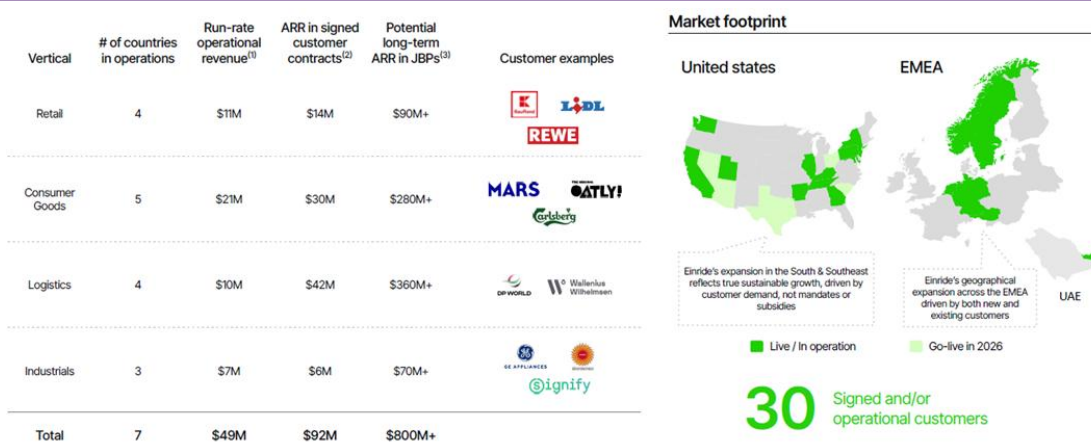 Vertical
# of countries
in operations
Run-rate
operational
revenue(1)
ARR in signed
customer
contracts(2)
Potential
long-term
ARR in JBPs(3)
Customer examples
Retail 4 $11M $14M $90M+
Kaufland LIDL
REWE
Consumer
Goods
5 $21M $30M $280M+
MARS OATLY!
Carlsberg
Logistics 4 $10M $42M $360M+
DP WORLD Wallenius
Wilhelmsen
Industrials 3 $7M $6M $70M+
GE APPLIANCES
Signify
Total 7 $49M $92M $800M+
Market footprint
United states
EMEA
Einride's expansion in the South & Southeast
reflects true sustainable growth, driven by
customer demand, not mandates or
subsidies
Einride's geographical
expansion across the EMEA
driven by both new and
existing customers
UAE
Live / In operation
Go-live in 2026
30
Signed and/or
operational customers